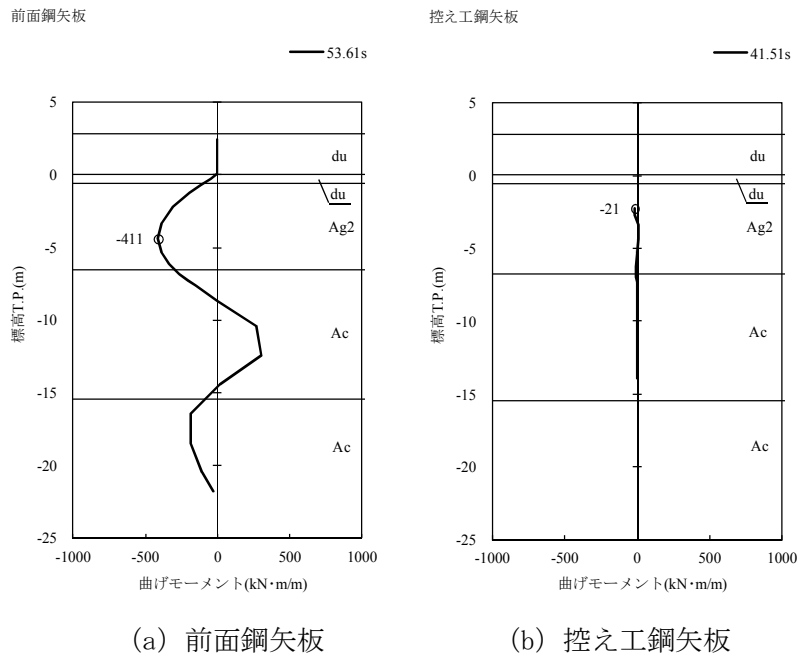 前面鋼矢板
53.61s
5
0
-5
-10
-15
-20
-25
標高T.P.(m)
du
du
Ag2
Ac
Ac
-411
-1000 -500 0 500 1000
曲げモーメント(kN･m/m)
(a) 前面鋼矢板
控え工鋼矢板
41.51s
5
0
-5
-10
-15
-20
-25
標高T.P.(m)
du
du
Ag2
Ac
Ac
-21
-1000 -500 0 500 1000
曲げモーメント(kN･m/m)
(b) 控え工鋼矢板